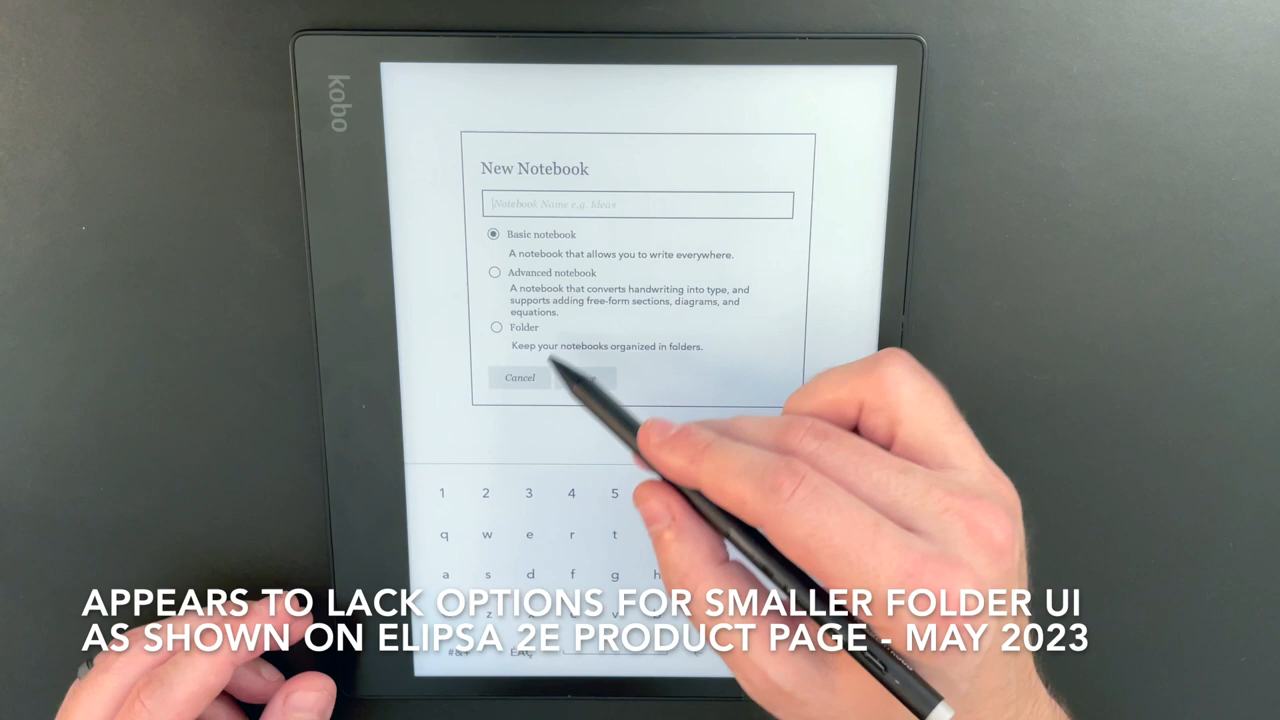 kobo
New Notebook
Notebook Name e.g. Ideas
Basic notebook
A notebook that allows you to write everywhere.
Advanced notebook
A notebook that converts handwriting into type, and
supports adding free-form sections, diagrams, and
equations.
Folder
Keep your notebooks organized in folders.
Cancel
1 2 3 4 5
q w e r t
a s d f g h
z v
APPEARS TO LACK OPTIONS FOR SMALLER FOLDER UI
AS SHOWN ON ELIPSA 2E PRODUCT PAGE - MAY 2023